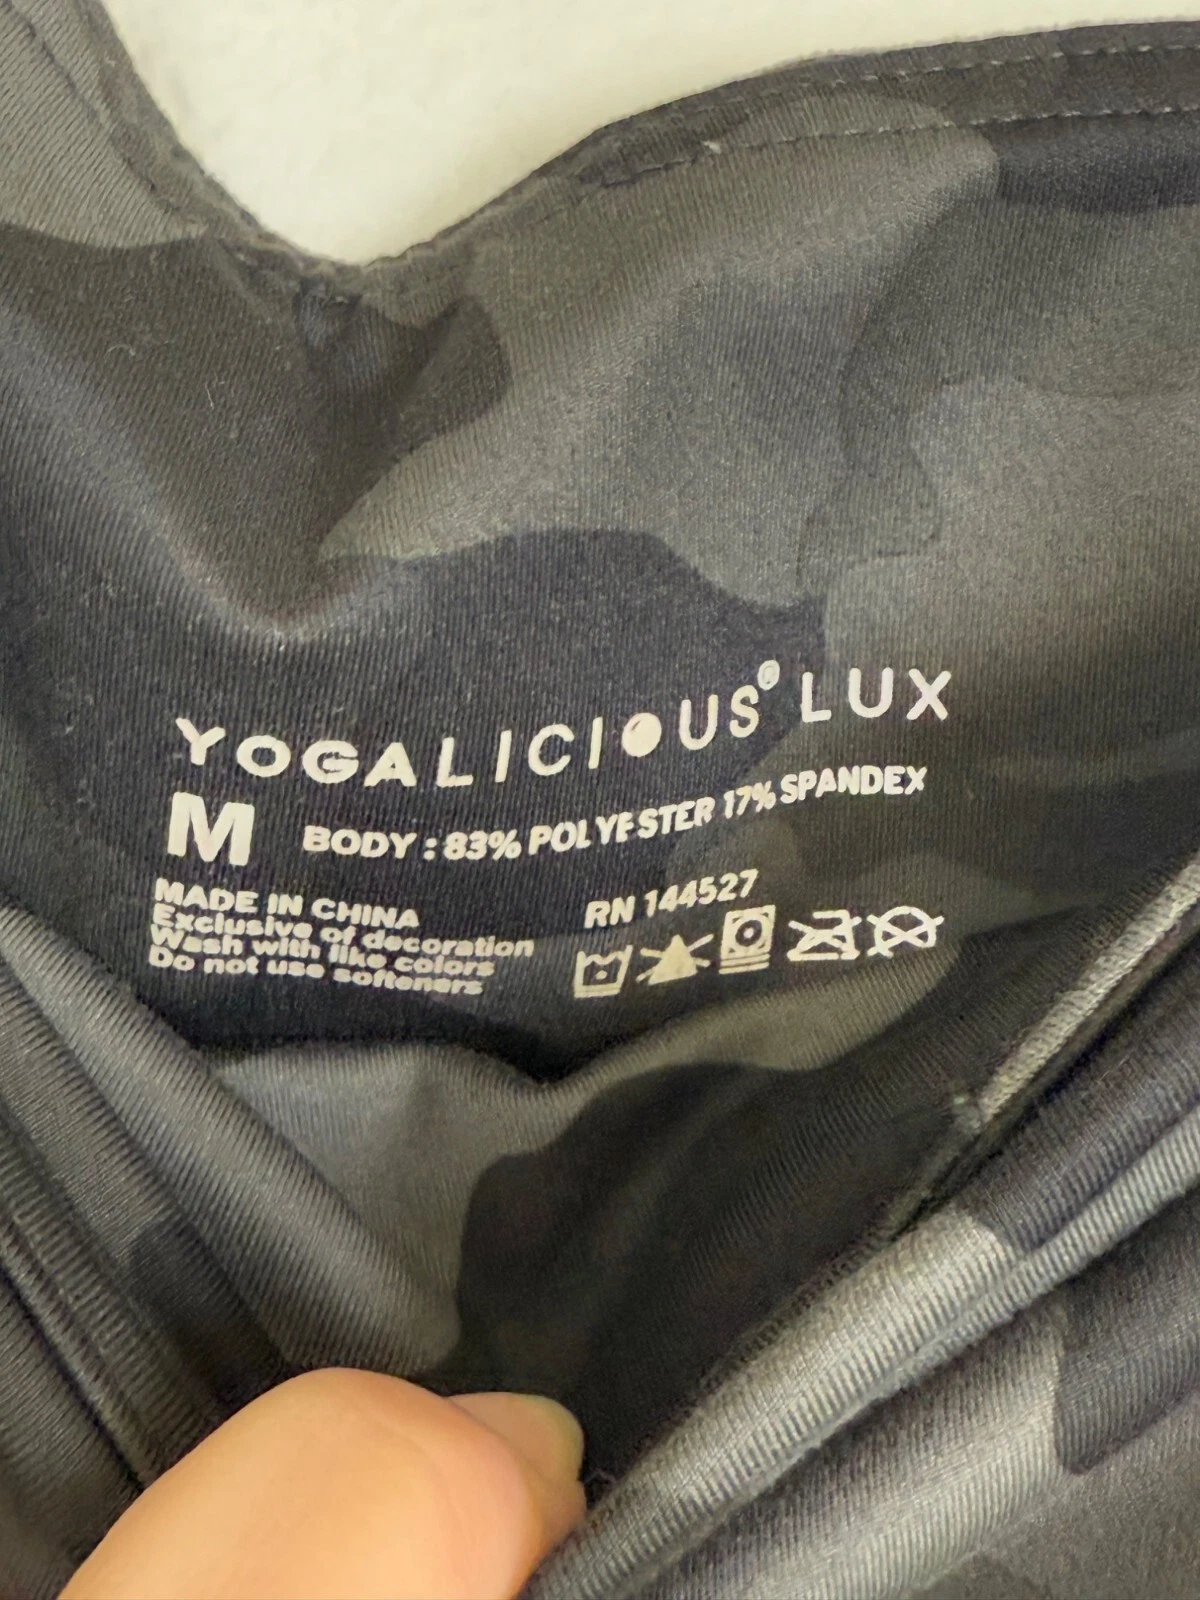 YOGALICIOUS® LUX
M BODY : 83% POLYESTER 17% SPANDEX
MADE IN CHINA
Exclusive of decoration
Wash with like colors
Do not use softeners
RN 144527